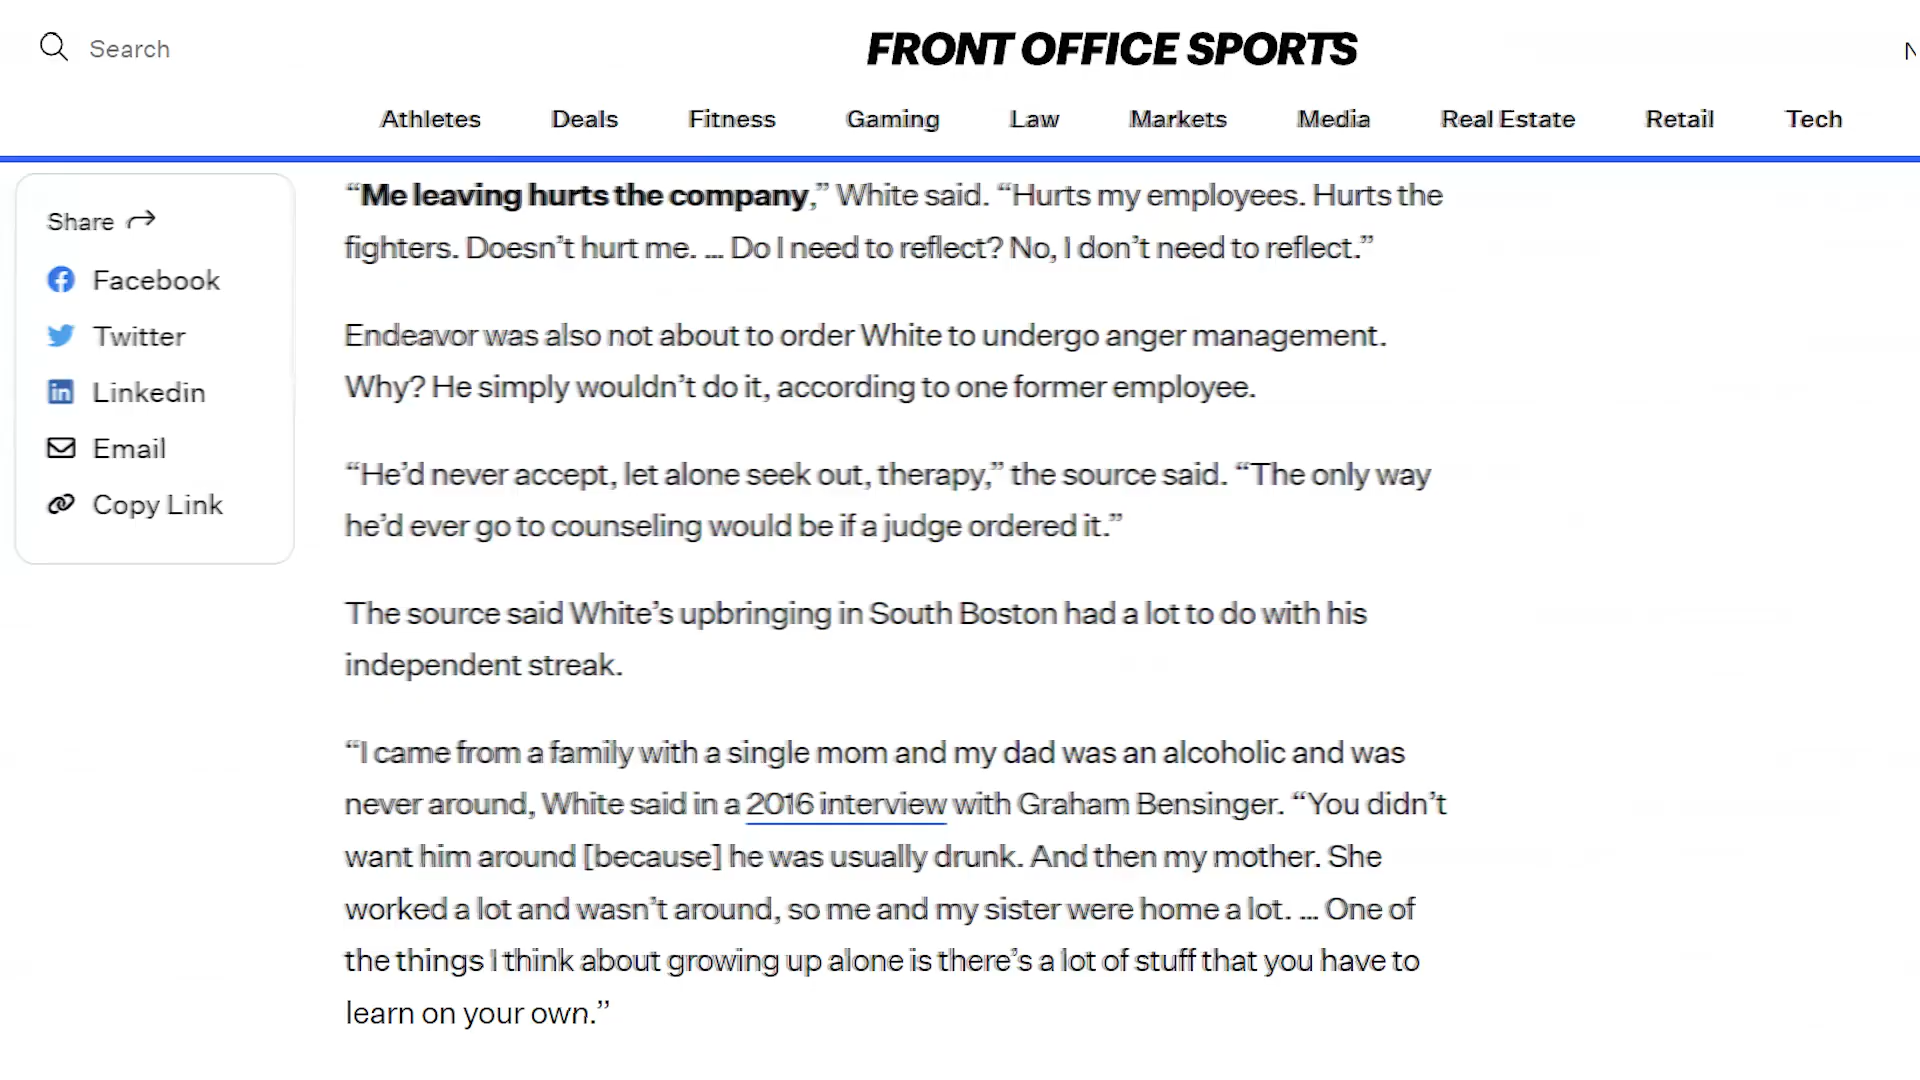 Search
FRONT OFFICE SPORTS
Athletes Deals Fitness Gaming Law Markets Media Real Estate Retail Tech
Share
Facebook
Twitter
Linkedin
Email
Copy Link
“Me leaving hurts the company,” White said. “Hurts my employees. Hurts the
fighters. Doesn’t hurt me. … Do I need to reflect? No, I don’t need to reflect.”
Endeavor was also not about to order White to undergo anger management.
Why? He simply wouldn’t do it, according to one former employee.
“He’d never accept, let alone seek out, therapy,” the source said. “The only way
he’d ever go to counseling would be if a judge ordered it.”
The source said White’s upbringing in South Boston had a lot to do with his
independent streak.
“I came from a family with a single mom and my dad was an alcoholic and was
never around, White said in a 2016 interview with Graham Bensinger. “You didn’t
want him around [because] he was usually drunk. And then my mother. She
worked a lot and wasn’t around, so me and my sister were home a lot. … One of
the things I think about growing up alone is there’s a lot of stuff that you have to
learn on your own.”